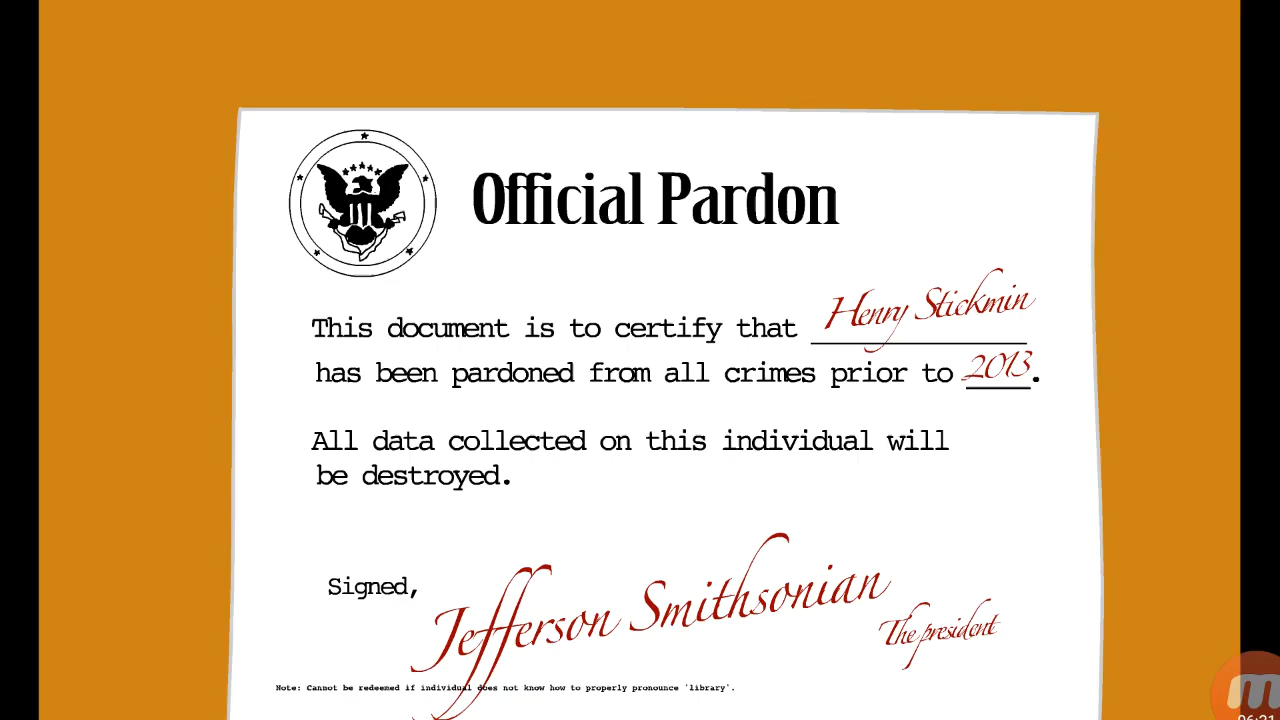 Official Pardon
This document is to certify that Henry Stickmin
has been pardoned from all crimes prior to 2013.
All data collected on this individual will
be destroyed.
Signed, Jefferson Smithsonian
The president
Note: Cannot be redeemed if individual does not know how to properly pronounce 'library'.
06:21